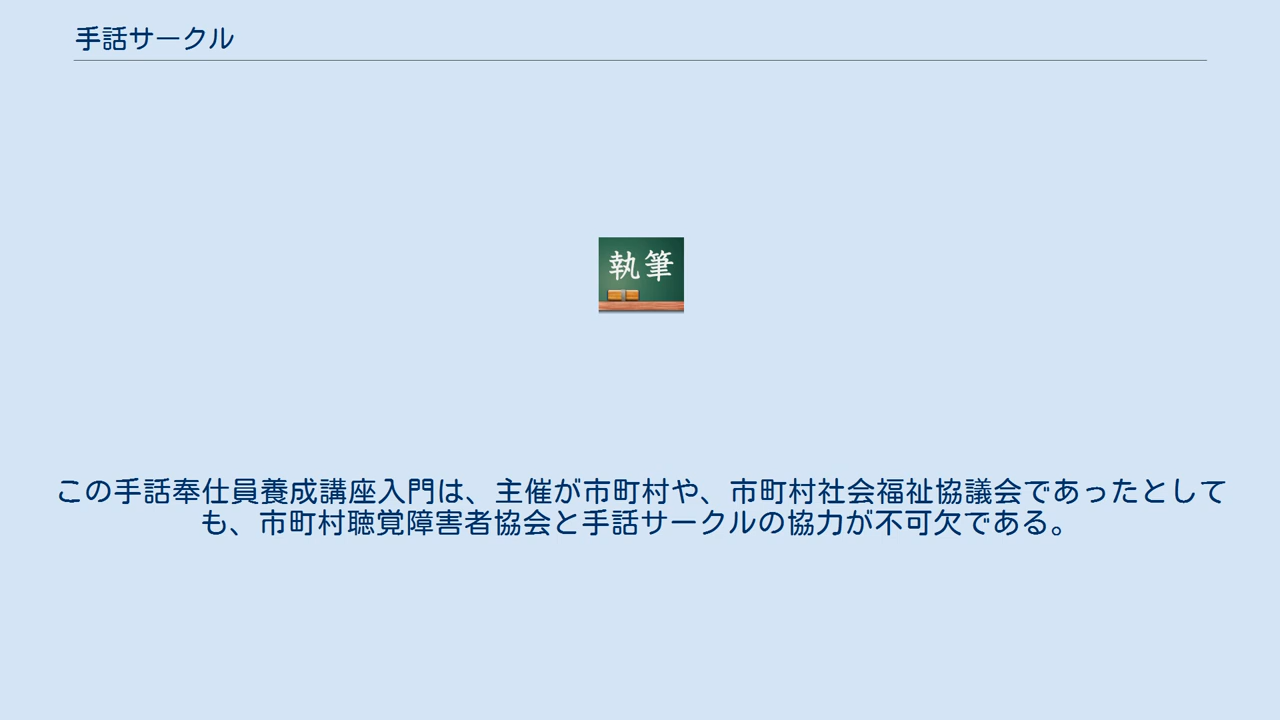 手話サークル
執筆
この手話奉仕員養成講座入門は、主催が市町村や、市町村社会福祉協議会であったとして
も、市町村聴覚障害者協会と手話サークルの協力が不可欠である。